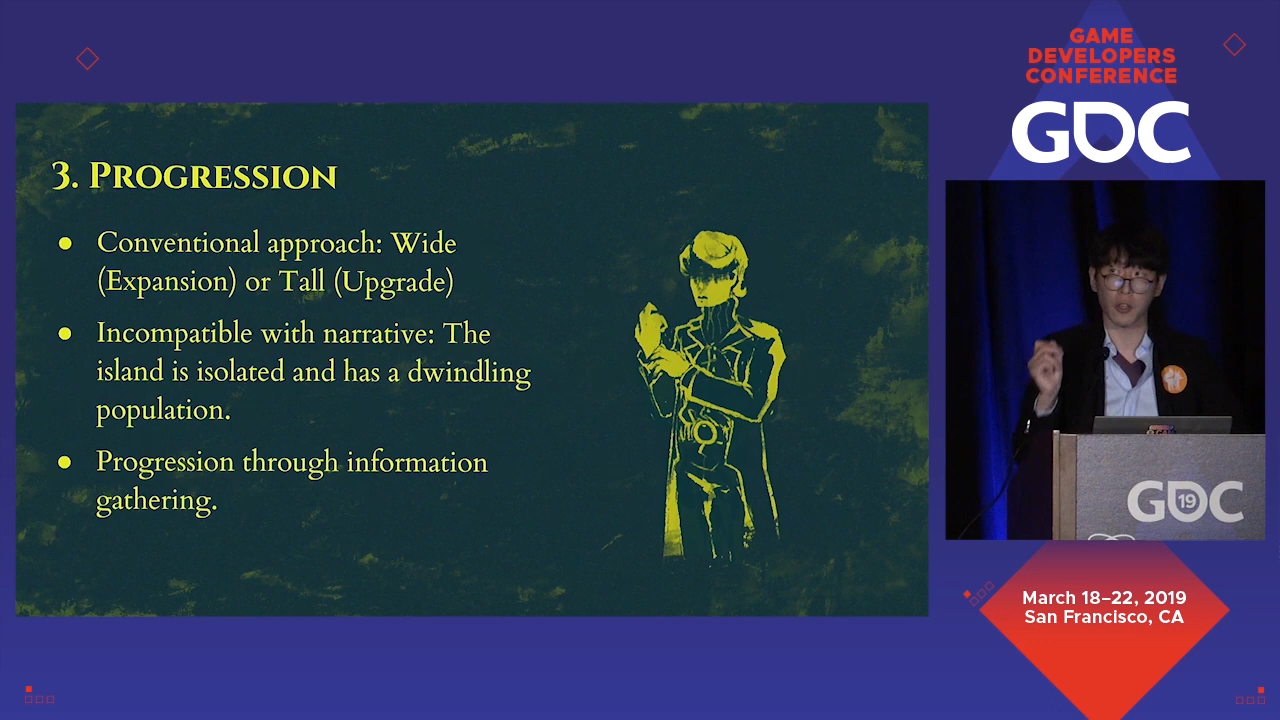 GAME
DEVELOPERS
CONFERENCE
GDC
3. PROGRESSION
● Conventional approach: Wide
(Expansion) or Tall (Upgrade)
● Incompatible with narrative: The
island is isolated and has a dwindling
population.
● Progression through information
gathering.
GDC
19
March 18–22, 2019
San Francisco, CA